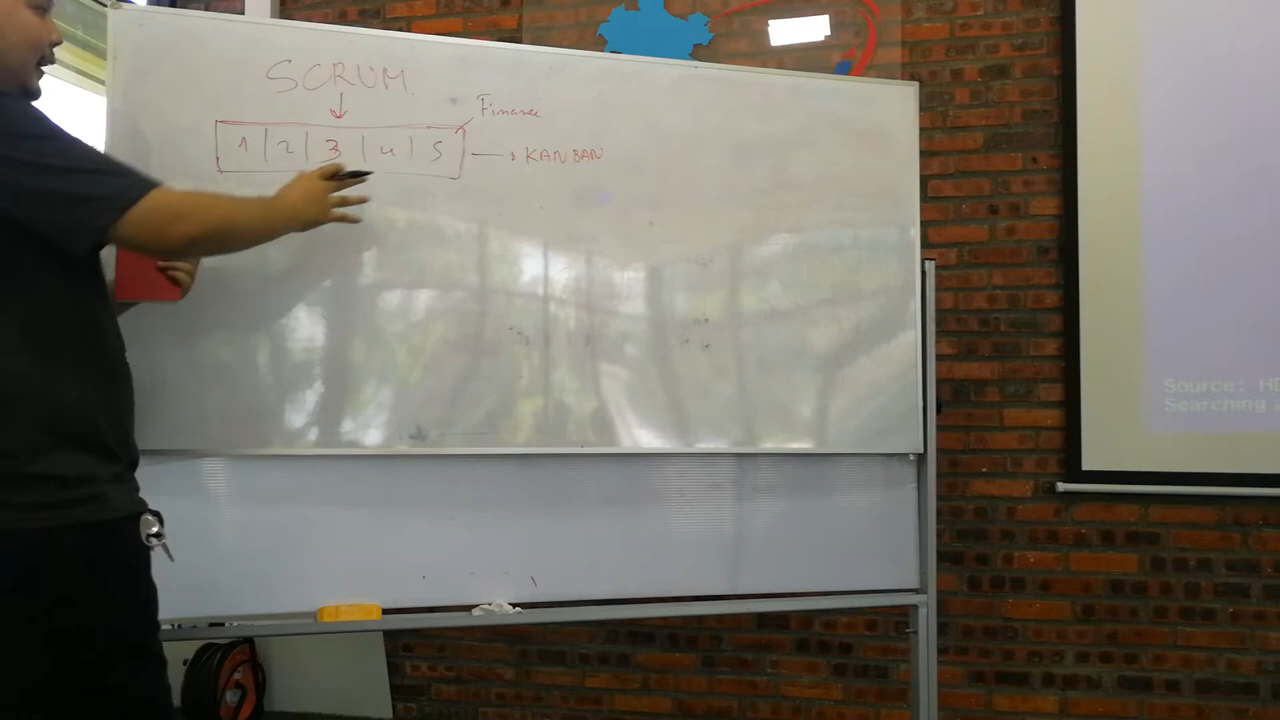 SCRUM
Finance
1 | 2 | 3 | 4 | 5
KANBAN
Source: HD
Searching